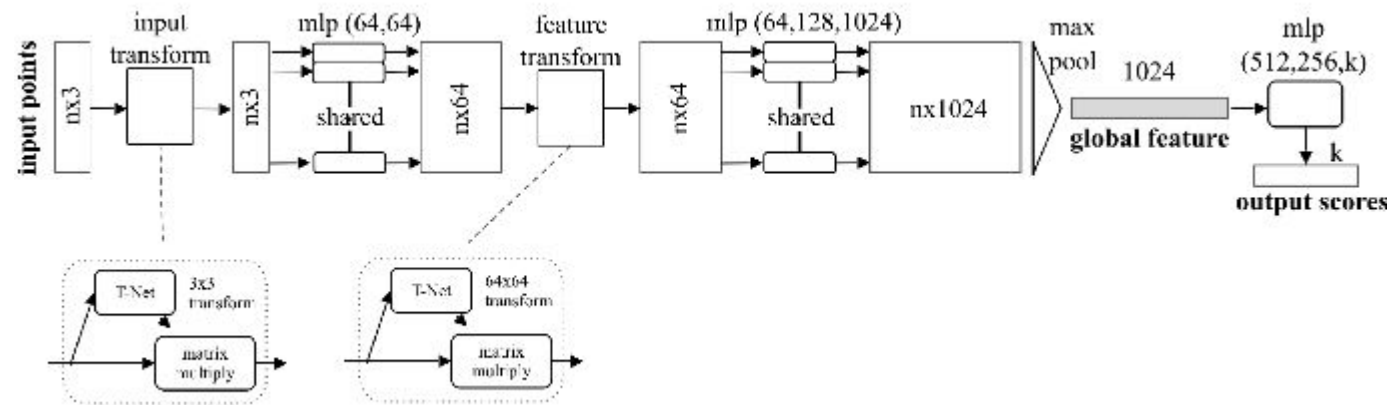 input points
nx3
input
transform
nx3
mlp (64,64)
shared
nx64
feature
transform
nx64
mlp (64,128,1024)
shared
nx1024
max
pool
1024
global feature
mlp
(512,256,k)
k
output scores
T-Net
3x3
transform
matrix
multiply
T-Net
64x64
transform
matrix
multiply